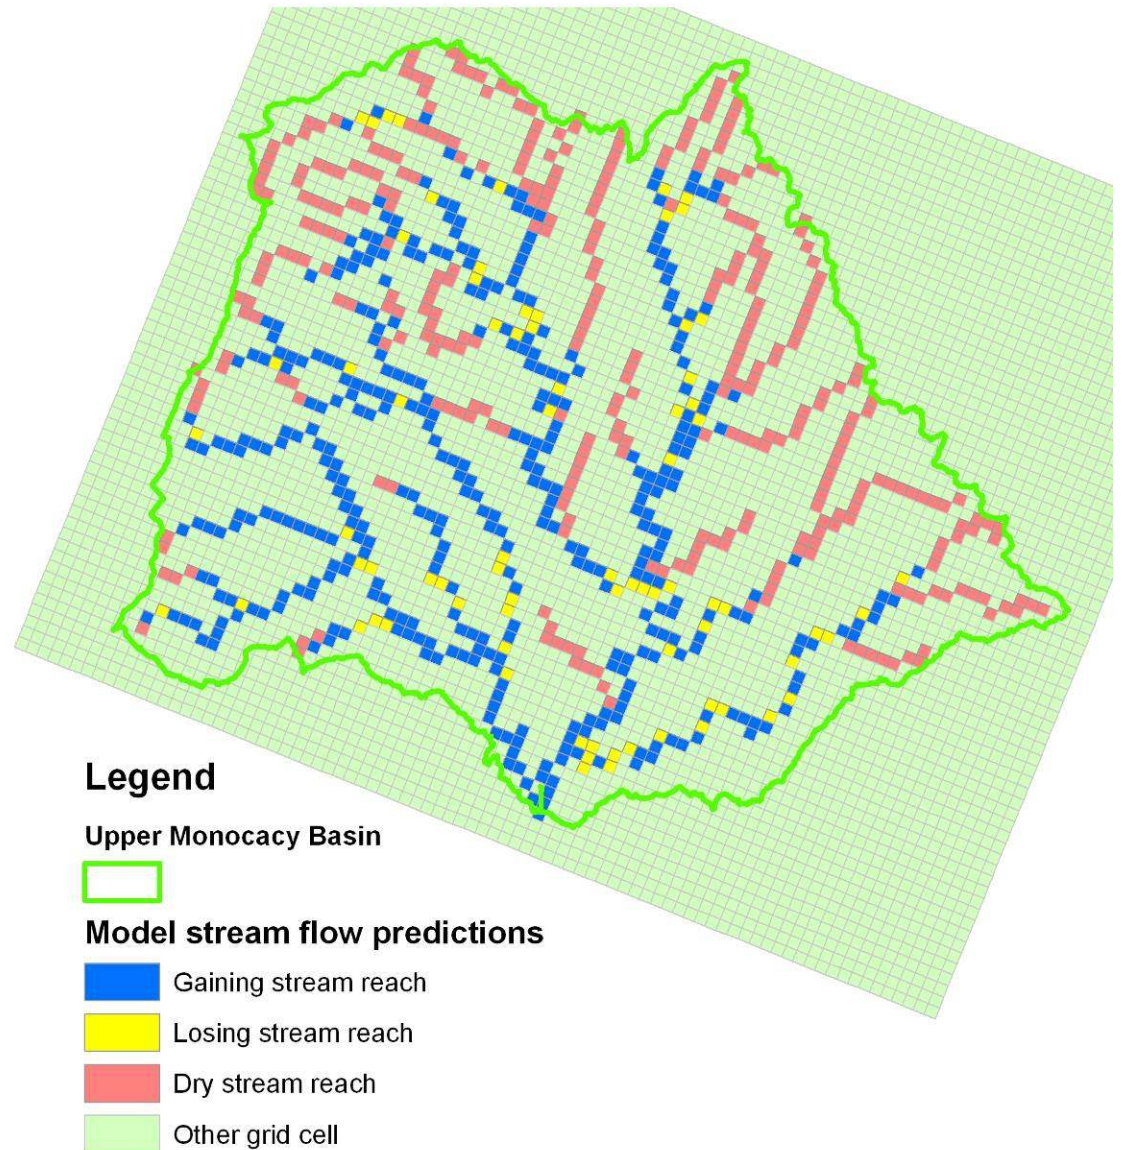 Legend
Upper Monocacy Basin
Model stream flow predictions
Gaining stream reach
Losing stream reach
Dry stream reach
Other grid cell